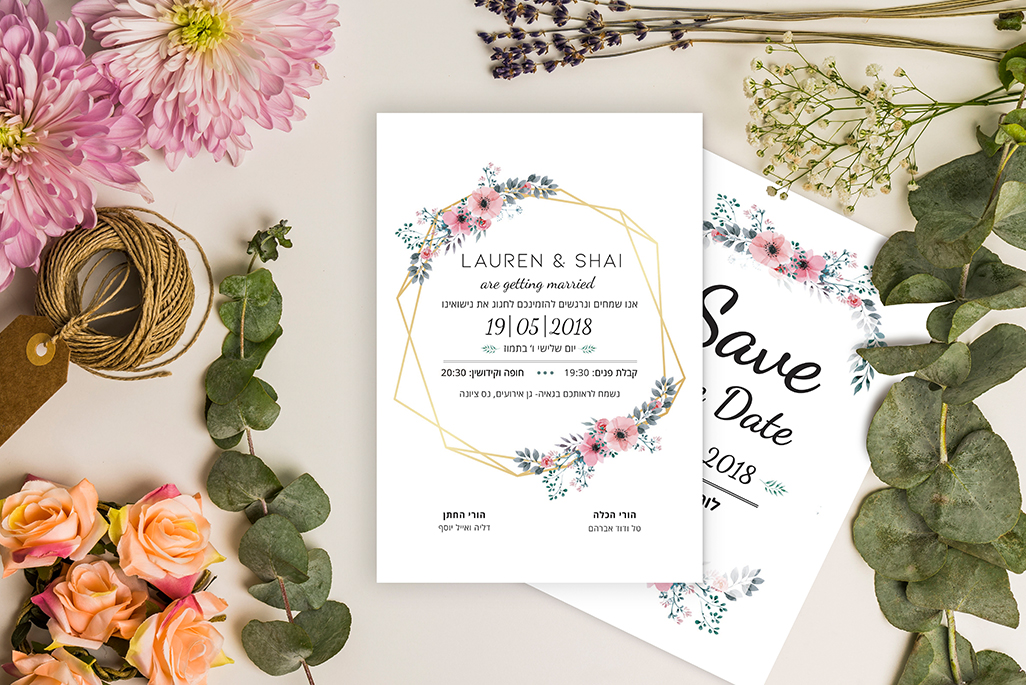 LAUREN & SHAI
are getting married
אנו שמחים ונרגשים להזמינכם לחגוג את נישואינו
19|05|2018
יום שלישי ו' בתמוז
קבלת פנים: 19:30 ••• חופה וקידושין: 20:30
נשמח לראותכם בגאיה- גן אירועים, נס ציונה
הורי הכלה
טל ודוד אברהם
הורי החתן
דליה ואייל יוסף
Save
Date
2018